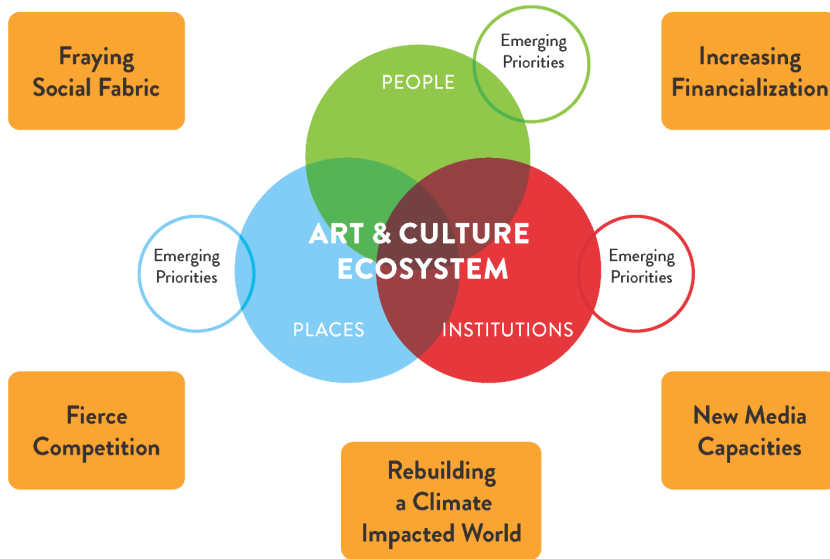 Fraying
Social Fabric
Emerging
Priorities
Increasing
Financialization
PEOPLE
Emerging
Priorities
ART & CULTURE
ECOSYSTEM
Emerging
Priorities
PLACES
INSTITUTIONS
Fierce
Competition
New Media
Capacities
Rebuilding
a Climate
Impacted World